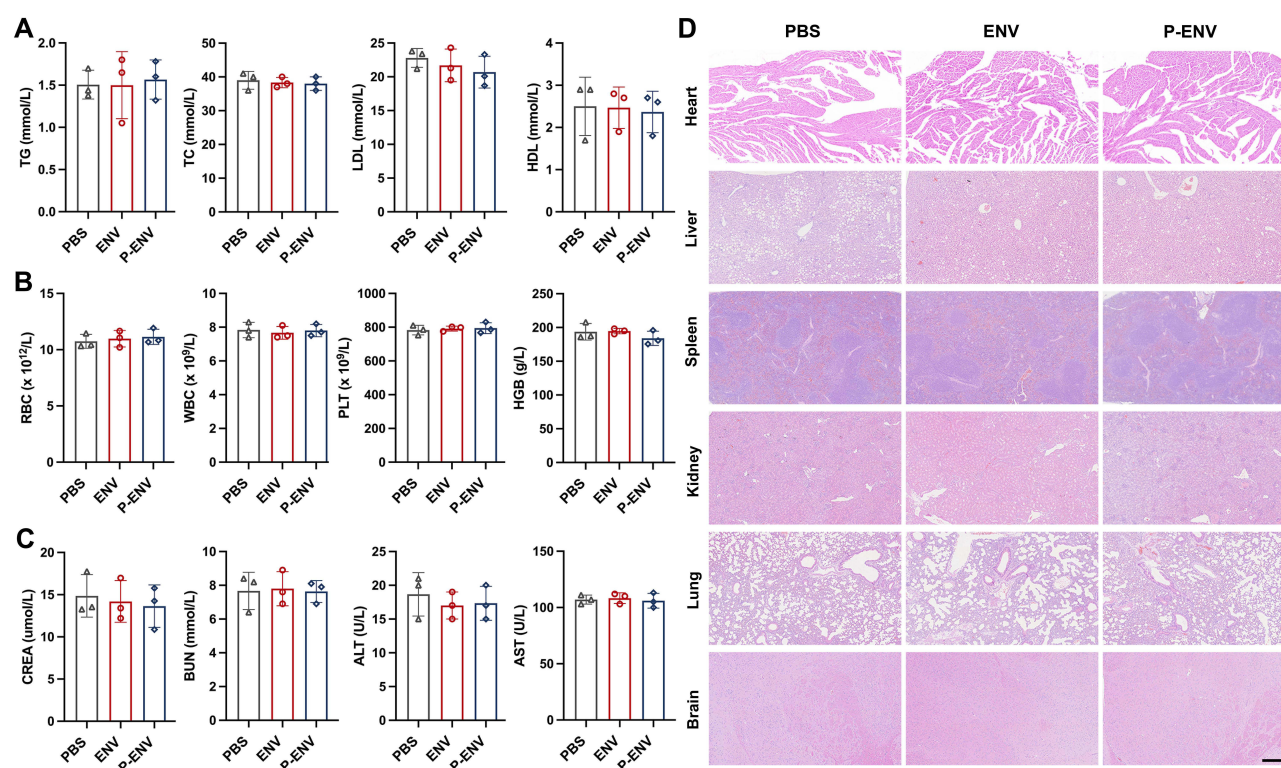 A
TG (mmol/L)
2.0
1.5
1.0
0.5
0.0
PBS
ENV
P-ENV
TC (mmol/L)
50
40
30
20
10
0
PBS
ENV
P-ENV
LDL (mmol/L)
25
20
15
10
5
0
PBS
ENV
P-ENV
HDL (mmol/L)
4
3
2
1
0
PBS
ENV
P-ENV
B
RBC (x 10¹²/L)
15
10
5
0
PBS
ENV
P-ENV
WBC (x 10⁹/L)
10
8
6
4
2
0
PBS
ENV
P-ENV
PLT (x 10⁹/L)
1000
800
600
400
200
0
PBS
ENV
P-ENV
HGB (g/L)
250
200
150
100
50
0
PBS
ENV
P-ENV
C
CREA (umol/L)
20
15
10
5
0
PBS
ENV
P-ENV
BUN (mmol/L)
10
8
6
4
2
0
PBS
ENV
P-ENV
ALT (U/L)
25
20
15
10
5
0
PBS
ENV
P-ENV
AST (U/L)
150
100
50
0
PBS
ENV
P-ENV
D
PBS
ENV
P-ENV
Heart
Liver
Spleen
Kidney
Lung
Brain